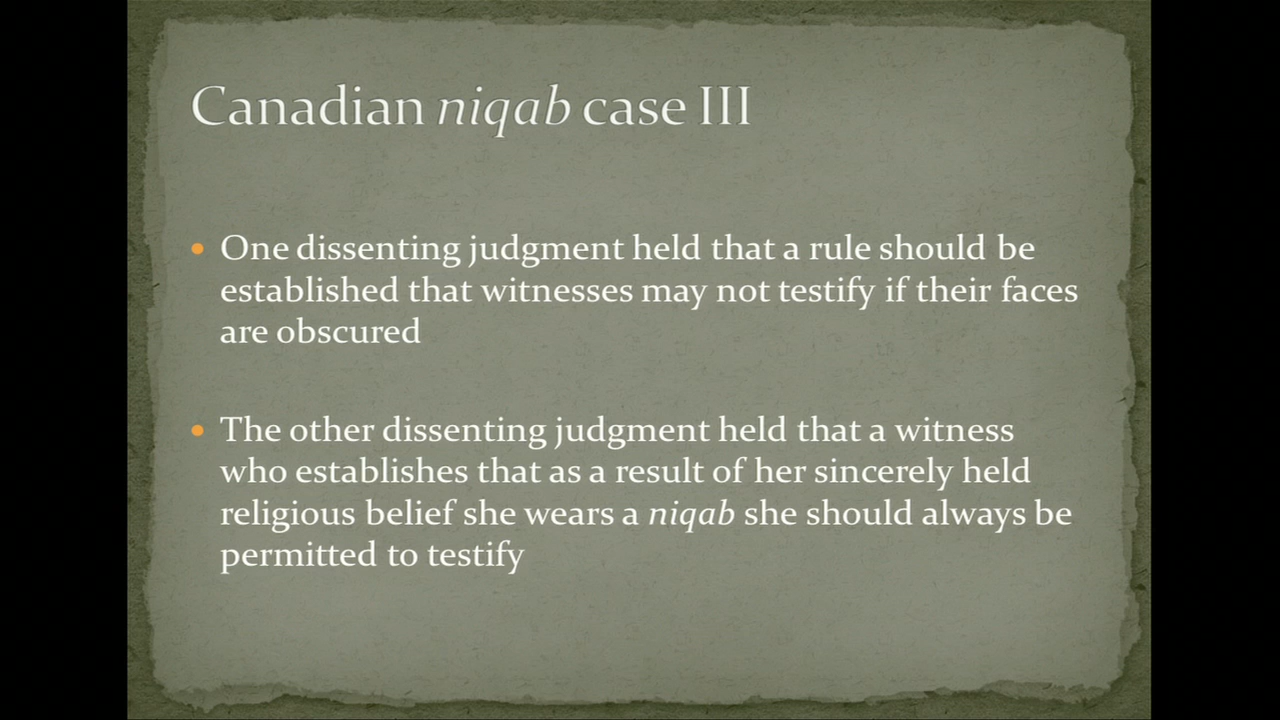 Canadian niqab case III
• One dissenting judgment held that a rule should be
established that witnesses may not testify if their faces
are obscured
• The other dissenting judgment held that a witness
who establishes that as a result of her sincerely held
religious belief she wears a niqab she should always be
permitted to testify